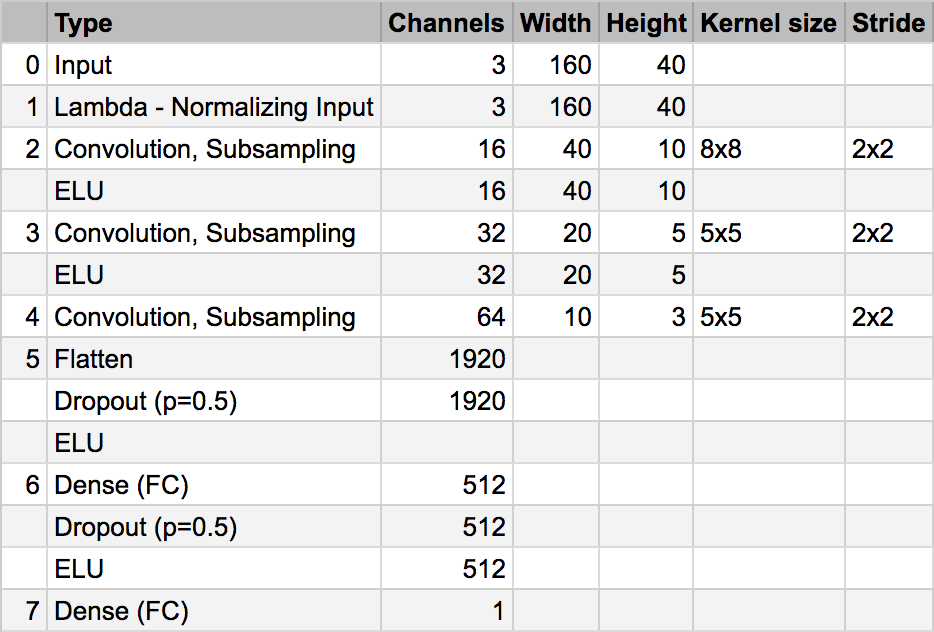 Type Channels Width Height Kernel size Stride
0 Input 3 160 40
1 Lambda - Normalizing Input 3 160 40
2 Convolution, Subsampling 16 40 10 8x8 2x2
ELU 16 40 10
3 Convolution, Subsampling 32 20 5 5x5 2x2
ELU 32 20 5
4 Convolution, Subsampling 64 10 3 5x5 2x2
5 Flatten 1920
Dropout (p=0.5) 1920
ELU
6 Dense (FC) 512
Dropout (p=0.5) 512
ELU 512
7 Dense (FC) 1